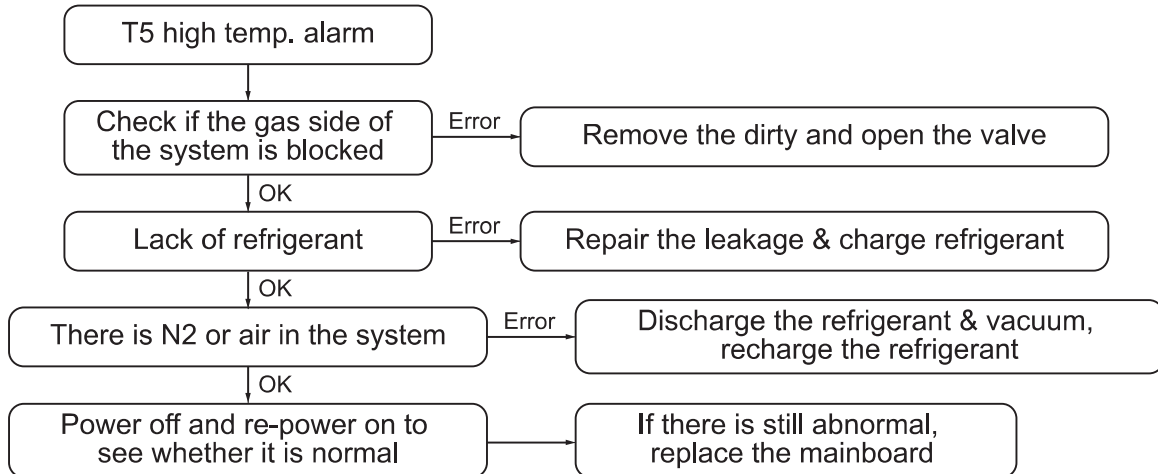 T5 high temp. alarm
Check if the gas side of
the system is blocked
Error
Remove the dirty and open the valve
OK
Lack of refrigerant
Error
Repair the leakage & charge refrigerant
OK
There is N2 or air in the system
Error
Discharge the refrigerant & vacuum,
recharge the refrigerant
OK
Power off and re-power on to
see whether it is normal
If there is still abnormal,
replace the mainboard